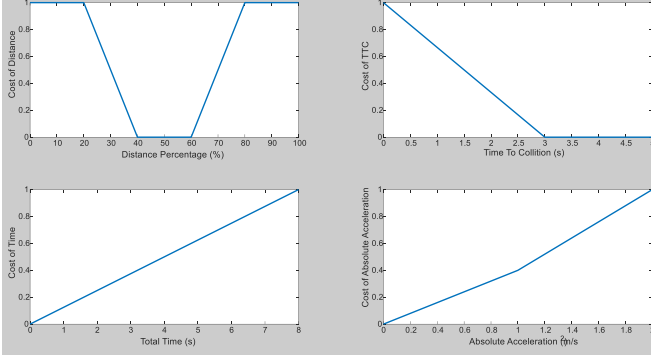 1
0.8
0.6
0.4
0.2
0
Cost of Distance
0 10 20 30 40 50 60 70 80 90 100
Distance Percentage (%)
1
0.8
0.6
0.4
0.2
0
Cost of TTC
0 0.5 1 1.5 2 2.5 3 3.5 4 4.5
Time To Collition (s)
1
0.8
0.6
0.4
0.2
0
Cost of Time
0 1 2 3 4 5 6 7 8
Total Time (s)
1
0.8
0.6
0.4
0.2
0
Cost of Absolute Acceleration
0 0.2 0.4 0.6 0.8 1 1.2 1.4 1.6 1.8
Absolute Acceleration m/s